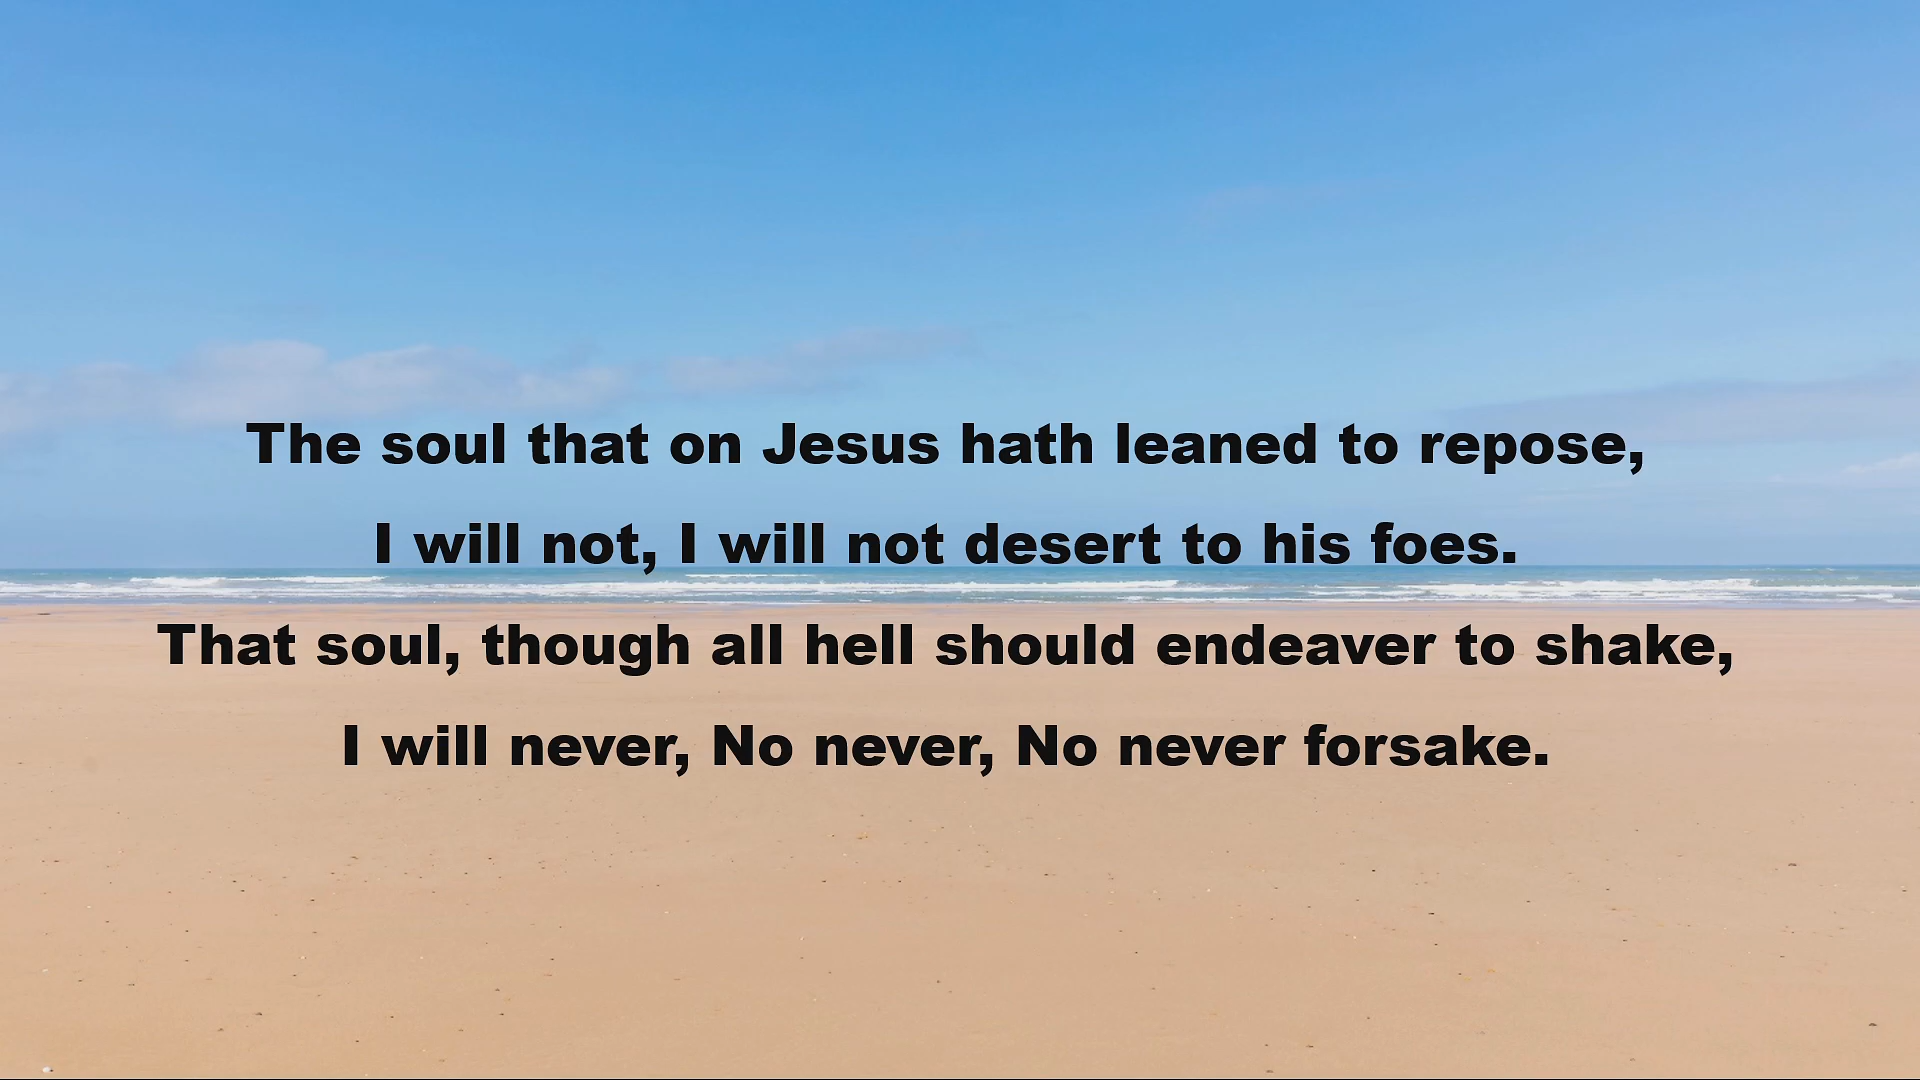 The soul that on Jesus hath leaned to repose,
I will not, I will not desert to his foes.
That soul, though all hell should endeaver to shake,
I will never, No never, No never forsake.